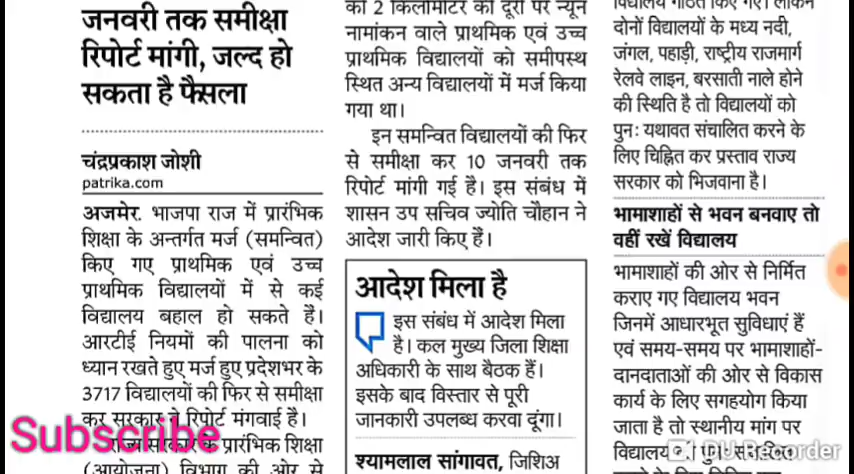 जनवरी तक समीक्षा
रिपोर्ट मांगी, जल्द हो
सकता है फैसला
चंद्रप्रकाश जोशी
patrika.com
अजमेर. भाजपा राज में प्रारंभिक
शिक्षा के अन्तर्गत मर्ज (समन्वित)
किए गए प्राथमिक एवं उच्च
प्राथमिक विद्यालयों में से कई
विद्यालय बहाल हो सकते हैं।
आरटीई नियमों की पालना को
ध्यान रखते हुए मर्ज हुए प्रदेशभर के
3717 विद्यालयों की फिर से समीक्षा
कर सरकार ने रिपोर्ट मंगवाई है।
राज्य सरकार के प्रारंभिक शिक्षा
(आयोजना) विभाग की ओर से
की 2 किलोमीटर की दूरी पर न्यून
नामांकन वाले प्राथमिक एवं उच्च
प्राथमिक विद्यालयों को समीपस्थ
स्थित अन्य विद्यालयों में मर्ज किया
गया था।
इन समन्वित विद्यालयों की फिर
से समीक्षा कर 10 जनवरी तक
रिपोर्ट मांगी गई है। इस संबंध में
शासन उप सचिव ज्योति चौहान ने
आदेश जारी किए हैं।
आदेश मिला है
इस संबंध में आदेश मिला
है। कल मुख्य जिला शिक्षा
अधिकारी के साथ बैठक हैं।
इसके बाद विस्तार से पूरी
जानकारी उपलब्ध करवा दूंगा।
श्यामलाल सांगावत, जिशिअ
विद्यालय गठित किए गए। लेकिन
दोनों विद्यालयों के मध्य नदी,
जंगल, पहाड़ी, राष्ट्रीय राजमार्ग
रेलवे लाइन, बरसाती नाले होने
की स्थिति है तो विद्यालयों को
पुनः यथावत संचालित करने के
लिए चिह्नित कर प्रस्ताव राज्य
सरकार को भिजवाना है।
भामाशाहों से भवन बनवाए तो
वहीं रखें विद्यालय
भामाशाहों की ओर से निर्मित
कराए गए विद्यालय भवन
जिनमें आधारभूत सुविधाएं हैं
एवं समय-समय पर भामाशाहों-
दानदाताओं की ओर से विकास
कार्य के लिए सगहयोग किया
जाता है तो स्थानीय मांग पर
विद्यालय को पुनः संचालित
Subscribe
DU Recorder